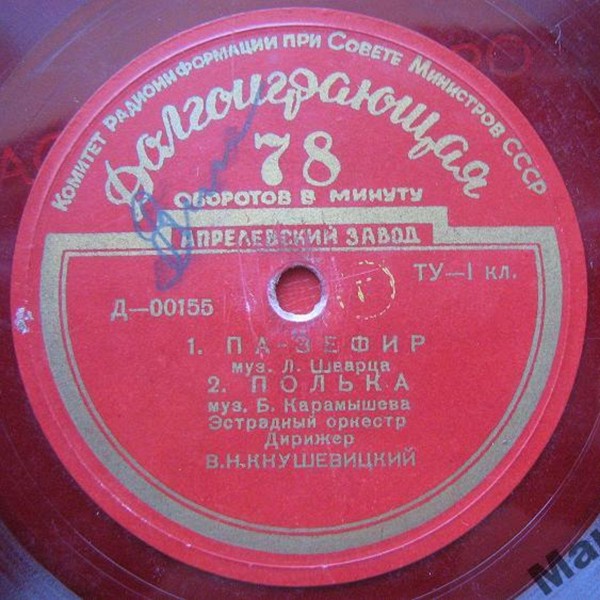 Комитет Радиоинформации при Совете Министров СССР
Долгоиграющая
78
ОБОРОТОВ В МИНУТУ
АПРЕЛЕВСКИЙ ЗАВОД
Д—00155
ТУ—I кл.
1. ПА-ЗЕФИР
муз. Л. Шварца
2. ПОЛЬКА
муз. Б. Карамышева
Эстрадный оркестр
Дирижер
В.Н.КНУШЕВИЦКИЙ